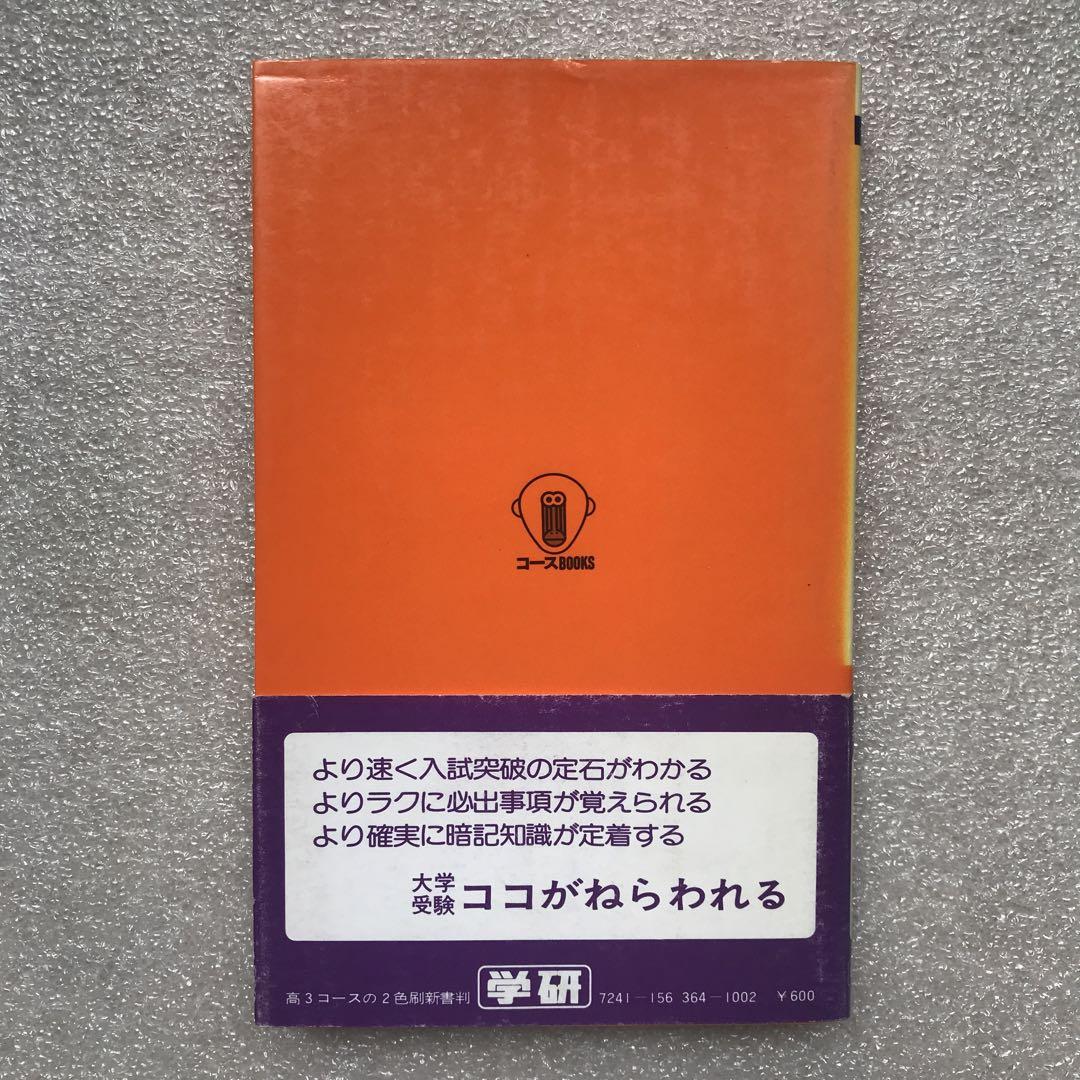 コースBOOKS
より速く入試突破の定石がわかる
よりラクに必出事項が覚えられる
より確実に暗記知識が定着する
大学受験 ココがねらわれる
高3コースの2色刷新書判 学研 7241-156 364-1002 ¥600